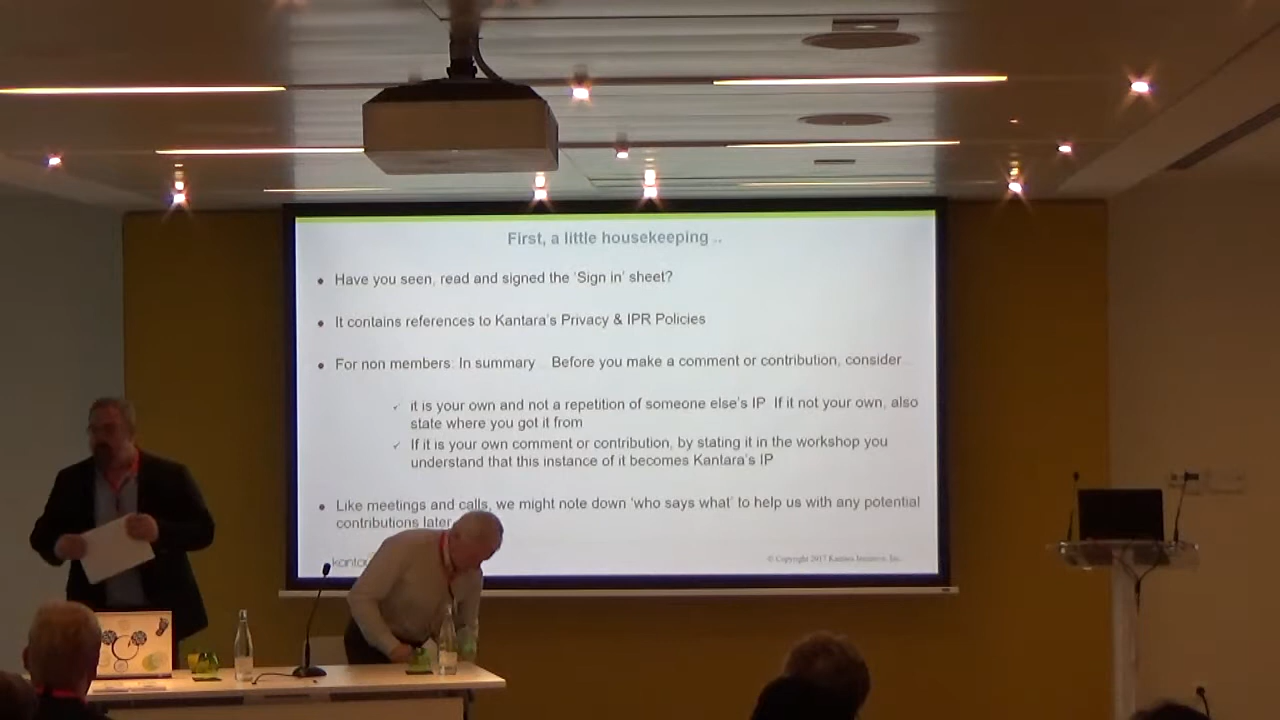 First, a little housekeeping ..
Have you seen, read and signed the 'Sign in' sheet?
It contains references to Kantara's Privacy & IPR Policies
For non members: In summary .. Before you make a comment or contribution, consider..
it is your own and not a repetition of someone else's IP. If it not your own, also
state where you got it from
If it is your own comment or contribution, by stating it in the workshop you
understand that this instance of it becomes Kantara's IP
Like meetings and calls, we might note down 'who says what' to help us with any potential
contributions later
© Copyright 2017 Kantara Initiative, Inc.